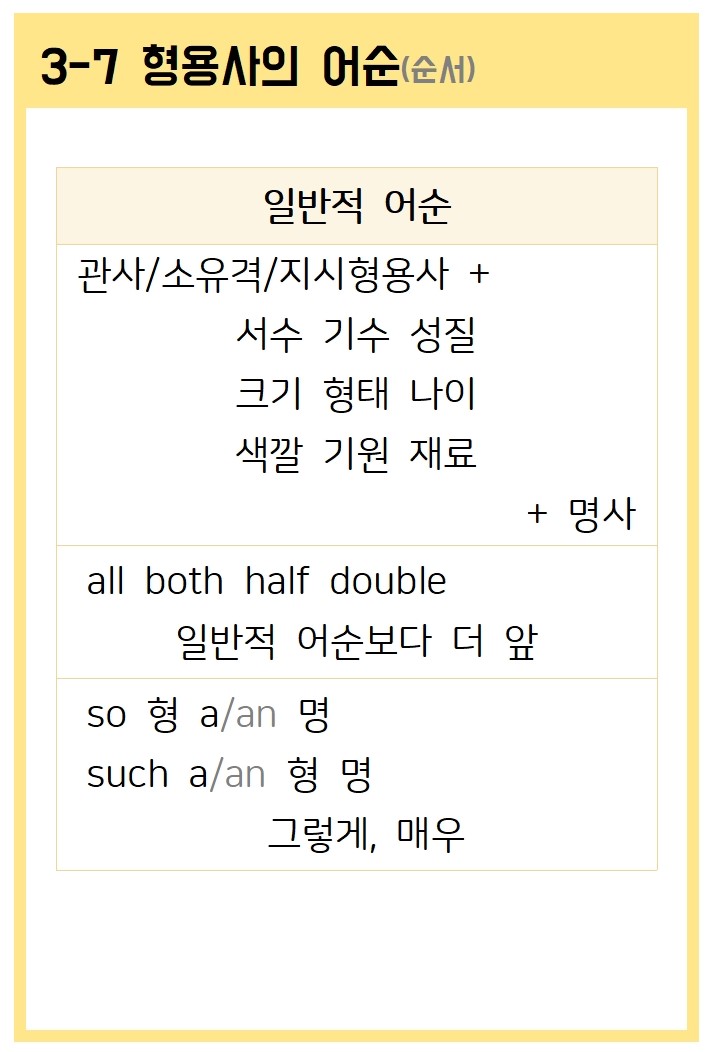 3-7 형용사의 어순(순서)
일반적 어순
관사/소유격/지시형용사 +
서수 기수 성질
크기 형태 나이
색깔 기원 재료
+ 명사
all both half double
일반적 어순보다 더 앞
so 형 a/an 명
such a/an 형 명
그렇게, 매우